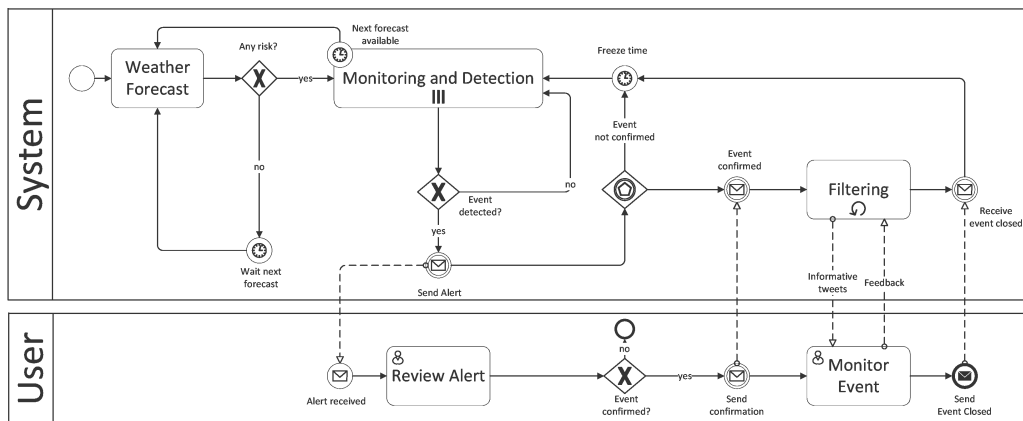 System
Next forecast
available
Any risk?
Freeze time
Weather
Forecast
yes
Monitoring and Detection
Event
not confirmed
Event
confirmed
no
no
Event
detected?
Filtering
yes
Receive
event closed
Wait next
forecast
Send Alert
Informative
tweets
Feedback
User
no
Review Alert
yes
Monitor
Event
Alert received
Event
confirmed?
Send
confirmation
Send
Event Closed